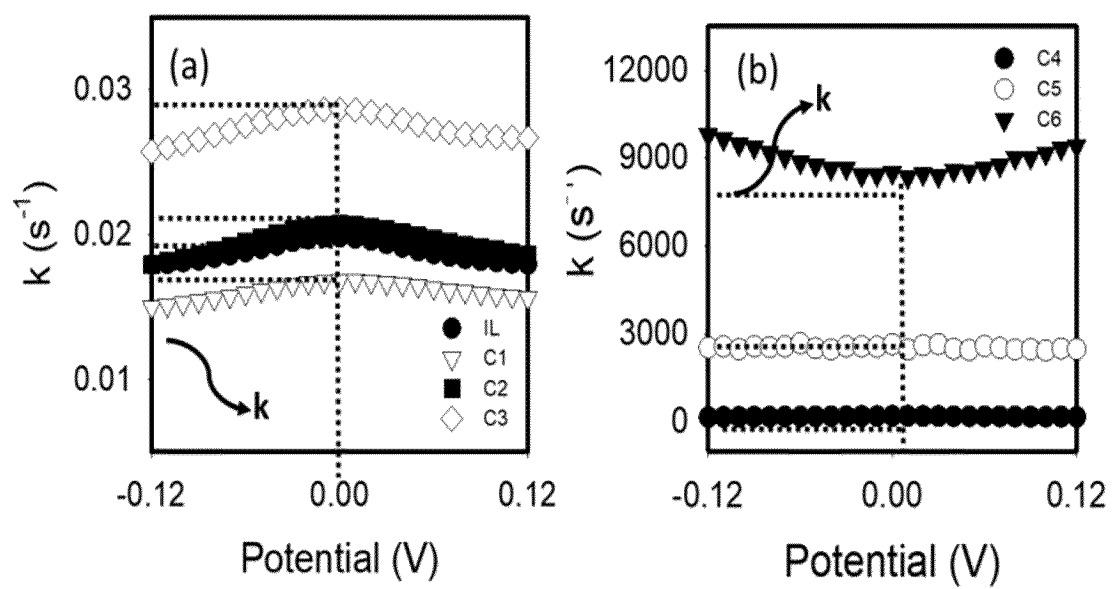 (a)
0.03
0.02
0.01
k (s⁻¹)
IL
C1
C2
C3
k
-0.12
0.00
0.12
Potential (V)
(b)
12000
9000
6000
3000
0
k (s⁻¹)
C4
C5
C6
k
-0.12
0.00
0.12
Potential (V)